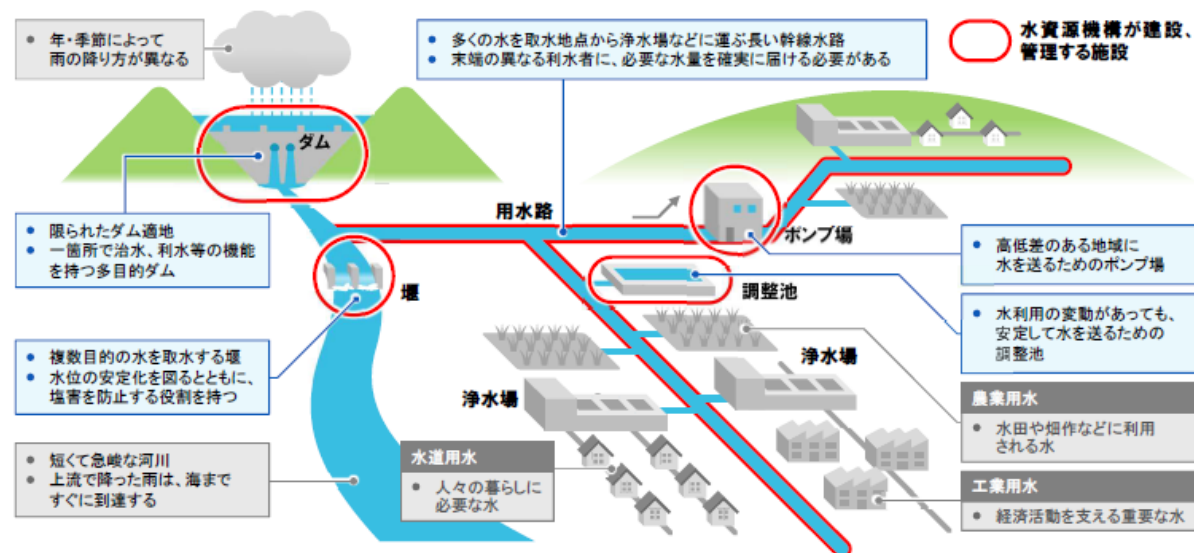 • 年・季節によって
雨の降り方が異なる
• 多くの水を取水地点から浄水場などに運ぶ長い幹線水路
• 末端の異なる利水者に、必要な水量を確実に届ける必要がある
水資源機構が建設、
管理する施設
ダム
• 限られたダム適地
• 一箇所で治水、利水等の機能
を持つ多目的ダム
用水路
ポンプ場
• 高低差のある地域に
水を送るためのポンプ場
堰
調整池
• 水利用の変動があっても、
安定して水を送るための
調整池
• 複数目的の水を取水する堰
• 水位の安定化を図るとともに、
塩害を防止する役割を持つ
浄水場
浄水場
農業用水
• 水田や畑作などに利用
される水
• 短くて急峻な河川
• 上流で降った雨は、海まで
すぐに到達する
水道用水
• 人々の暮らしに
必要な水
工業用水
• 経済活動を支える重要な水